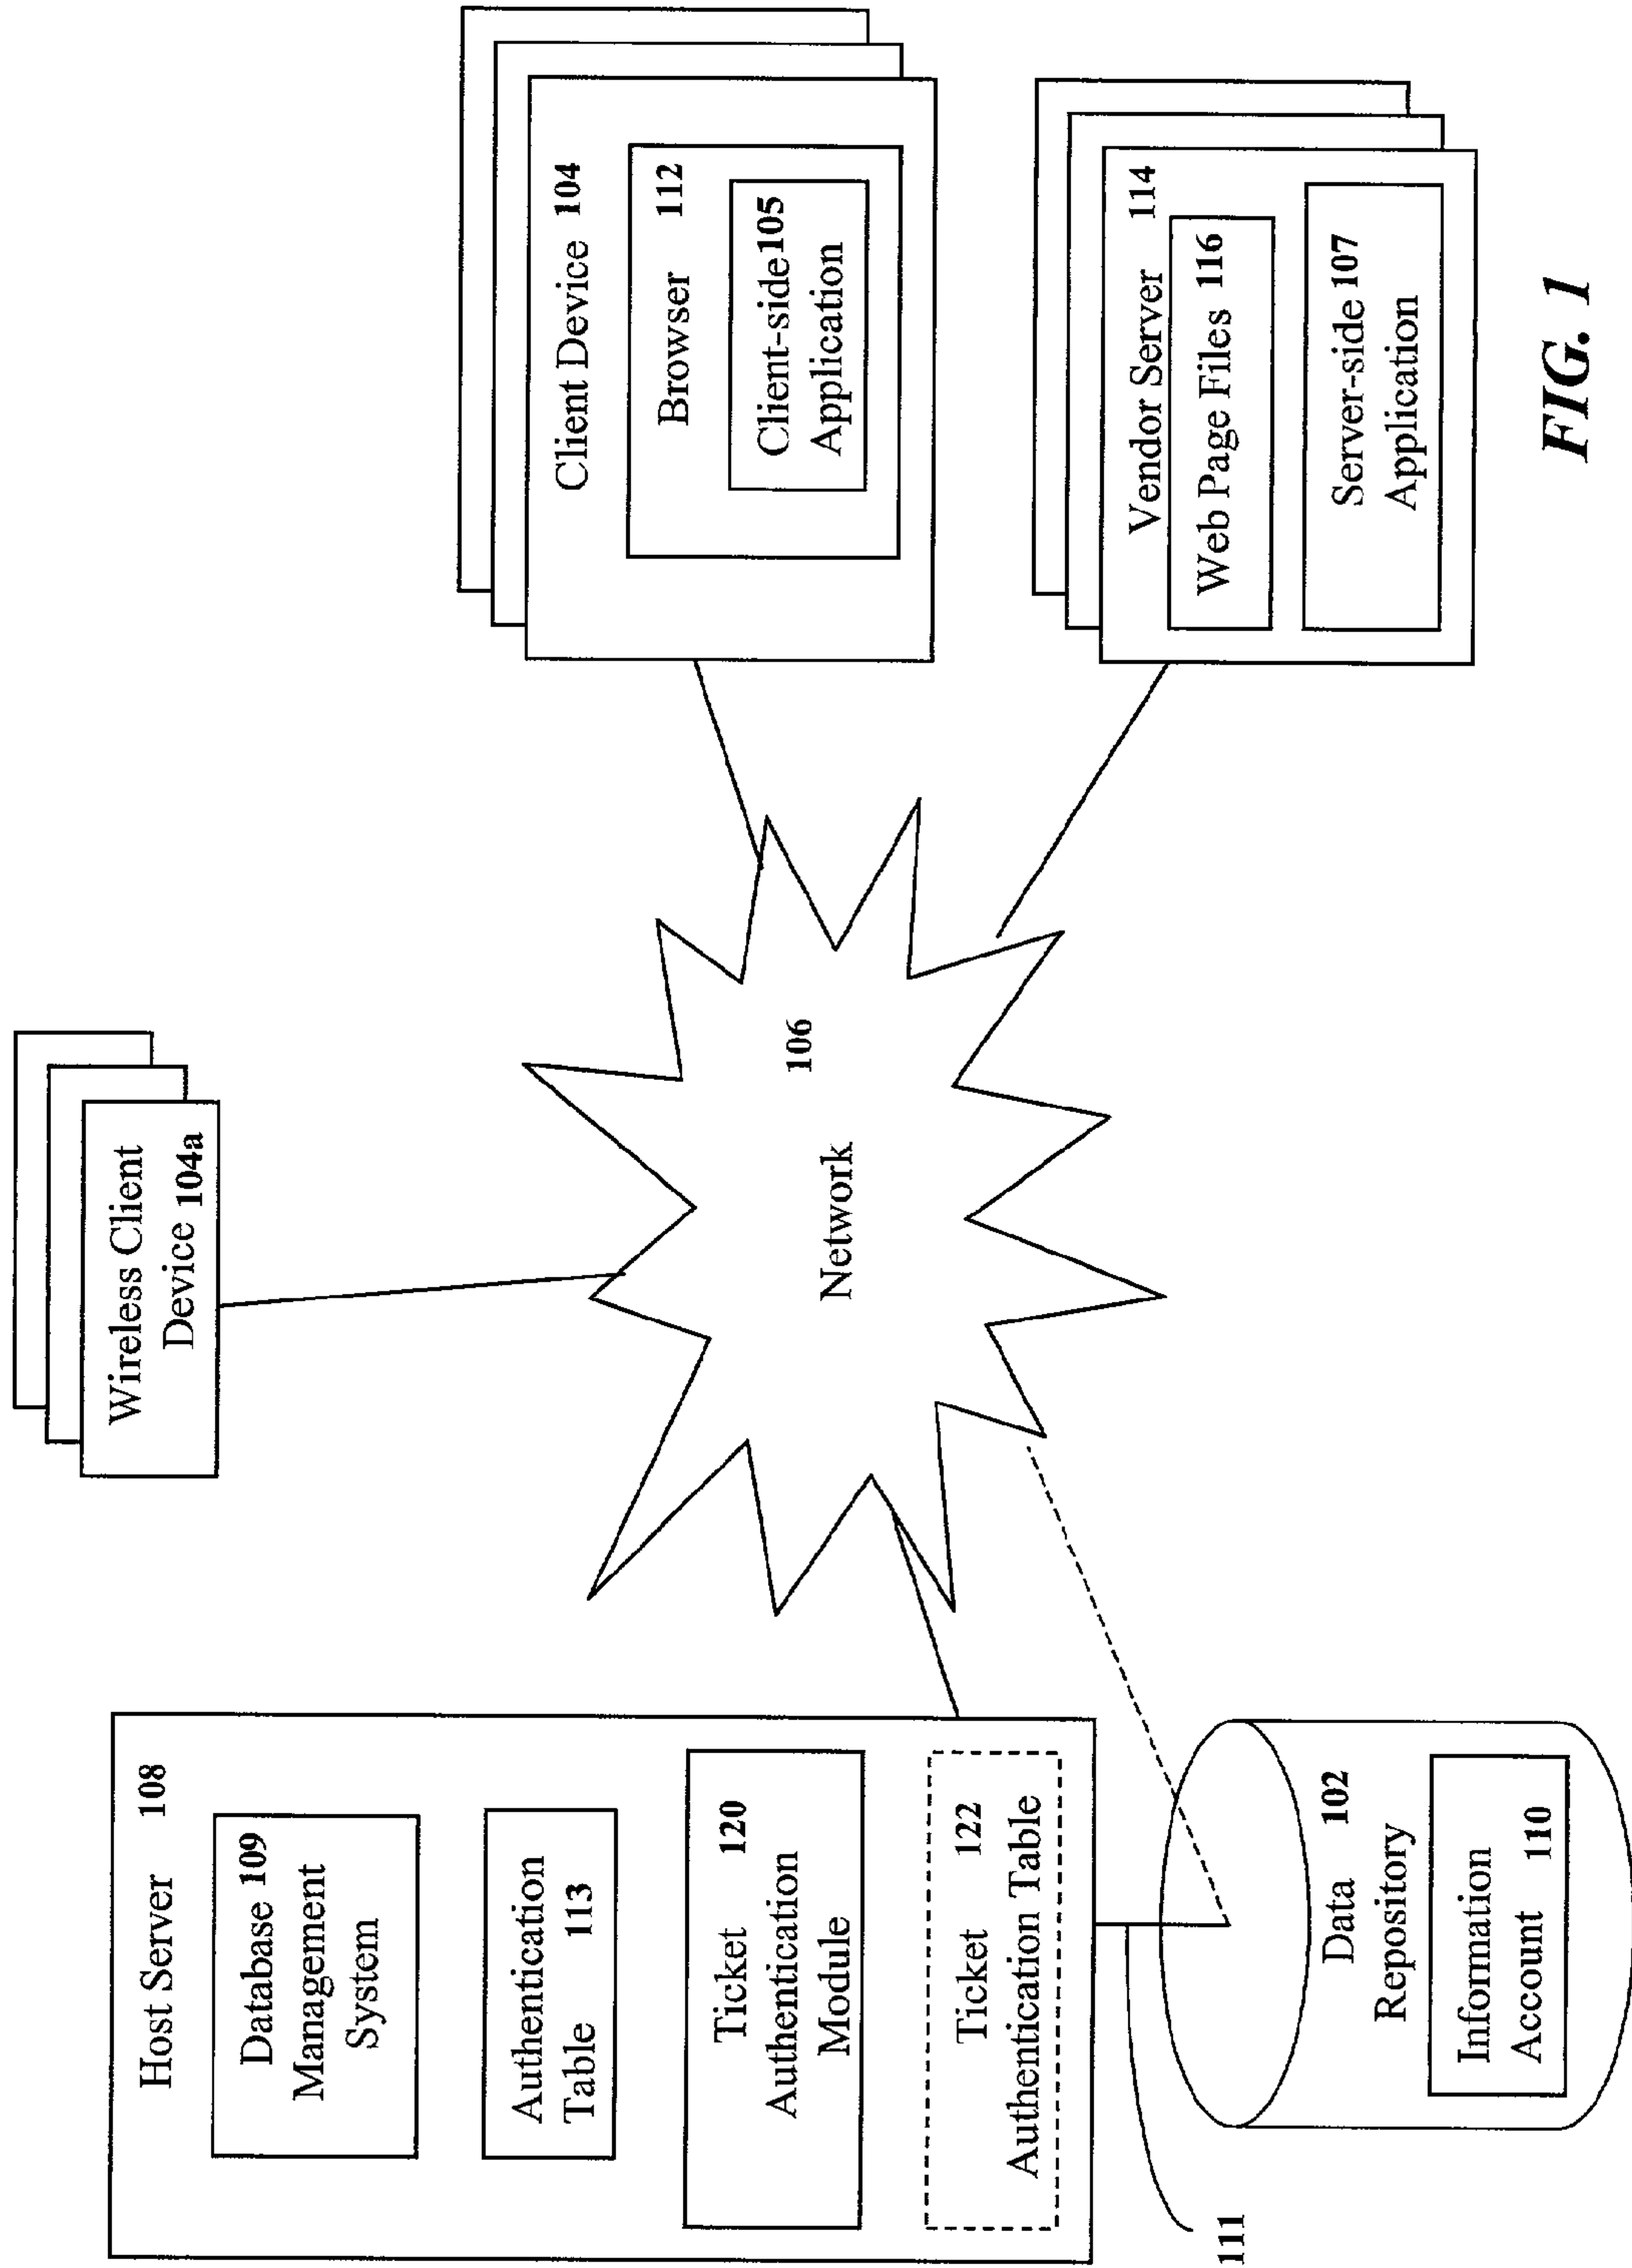 Host Server 108
Database 109
Management
System
Authentication
Table 113
Ticket 120
Authentication
Module
Ticket 122
Authentication Table
111
Data 102
Repository
Information
Account 110
Wireless Client
Device 104a
106
Network
Client Device 104
Browser 112
Client-side 105
Application
Vendor Server 114
Web Page Files 116
Server-side 107
Application
FIG. 1